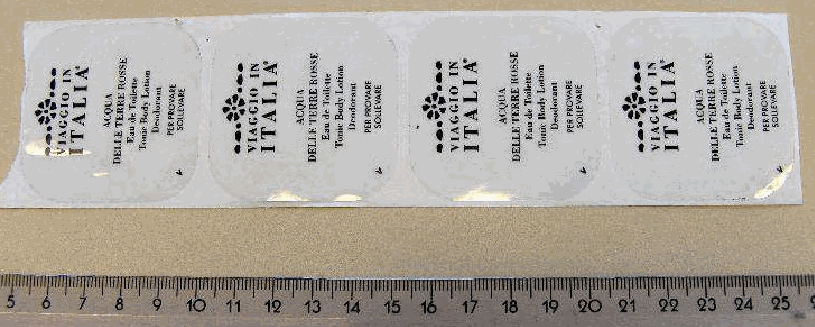 VIAGGIO IN
ITALIA®
ACQUA
DELLE TERRE ROSSE
Eau de Toilette
Tonic Body Lotion
Deodorant
PER PROVARE
SOLLEVARE
VIAGGIO IN
ITALIA®
ACQUA
DELLE TERRE ROSSE
Eau de Toilette
Tonic Body Lotion
Deodorant
PER PROVARE
SOLLEVARE
VIAGGIO IN
ITALIA®
ACQUA
DELLE TERRE ROSSE
Eau de Toilette
Tonic Body Lotion
Deodorant
PER PROVARE
SOLLEVARE
VIAGGIO IN
ITALIA®
ACQUA
DELLE TERRE ROSSE
Eau de Toilette
Tonic Body Lotion
Deodorant
PER PROVARE
SOLLEVARE
5 6 7 8 9 10 11 12 13 14 15 16 17 18 19 20 21 22 23 24 25